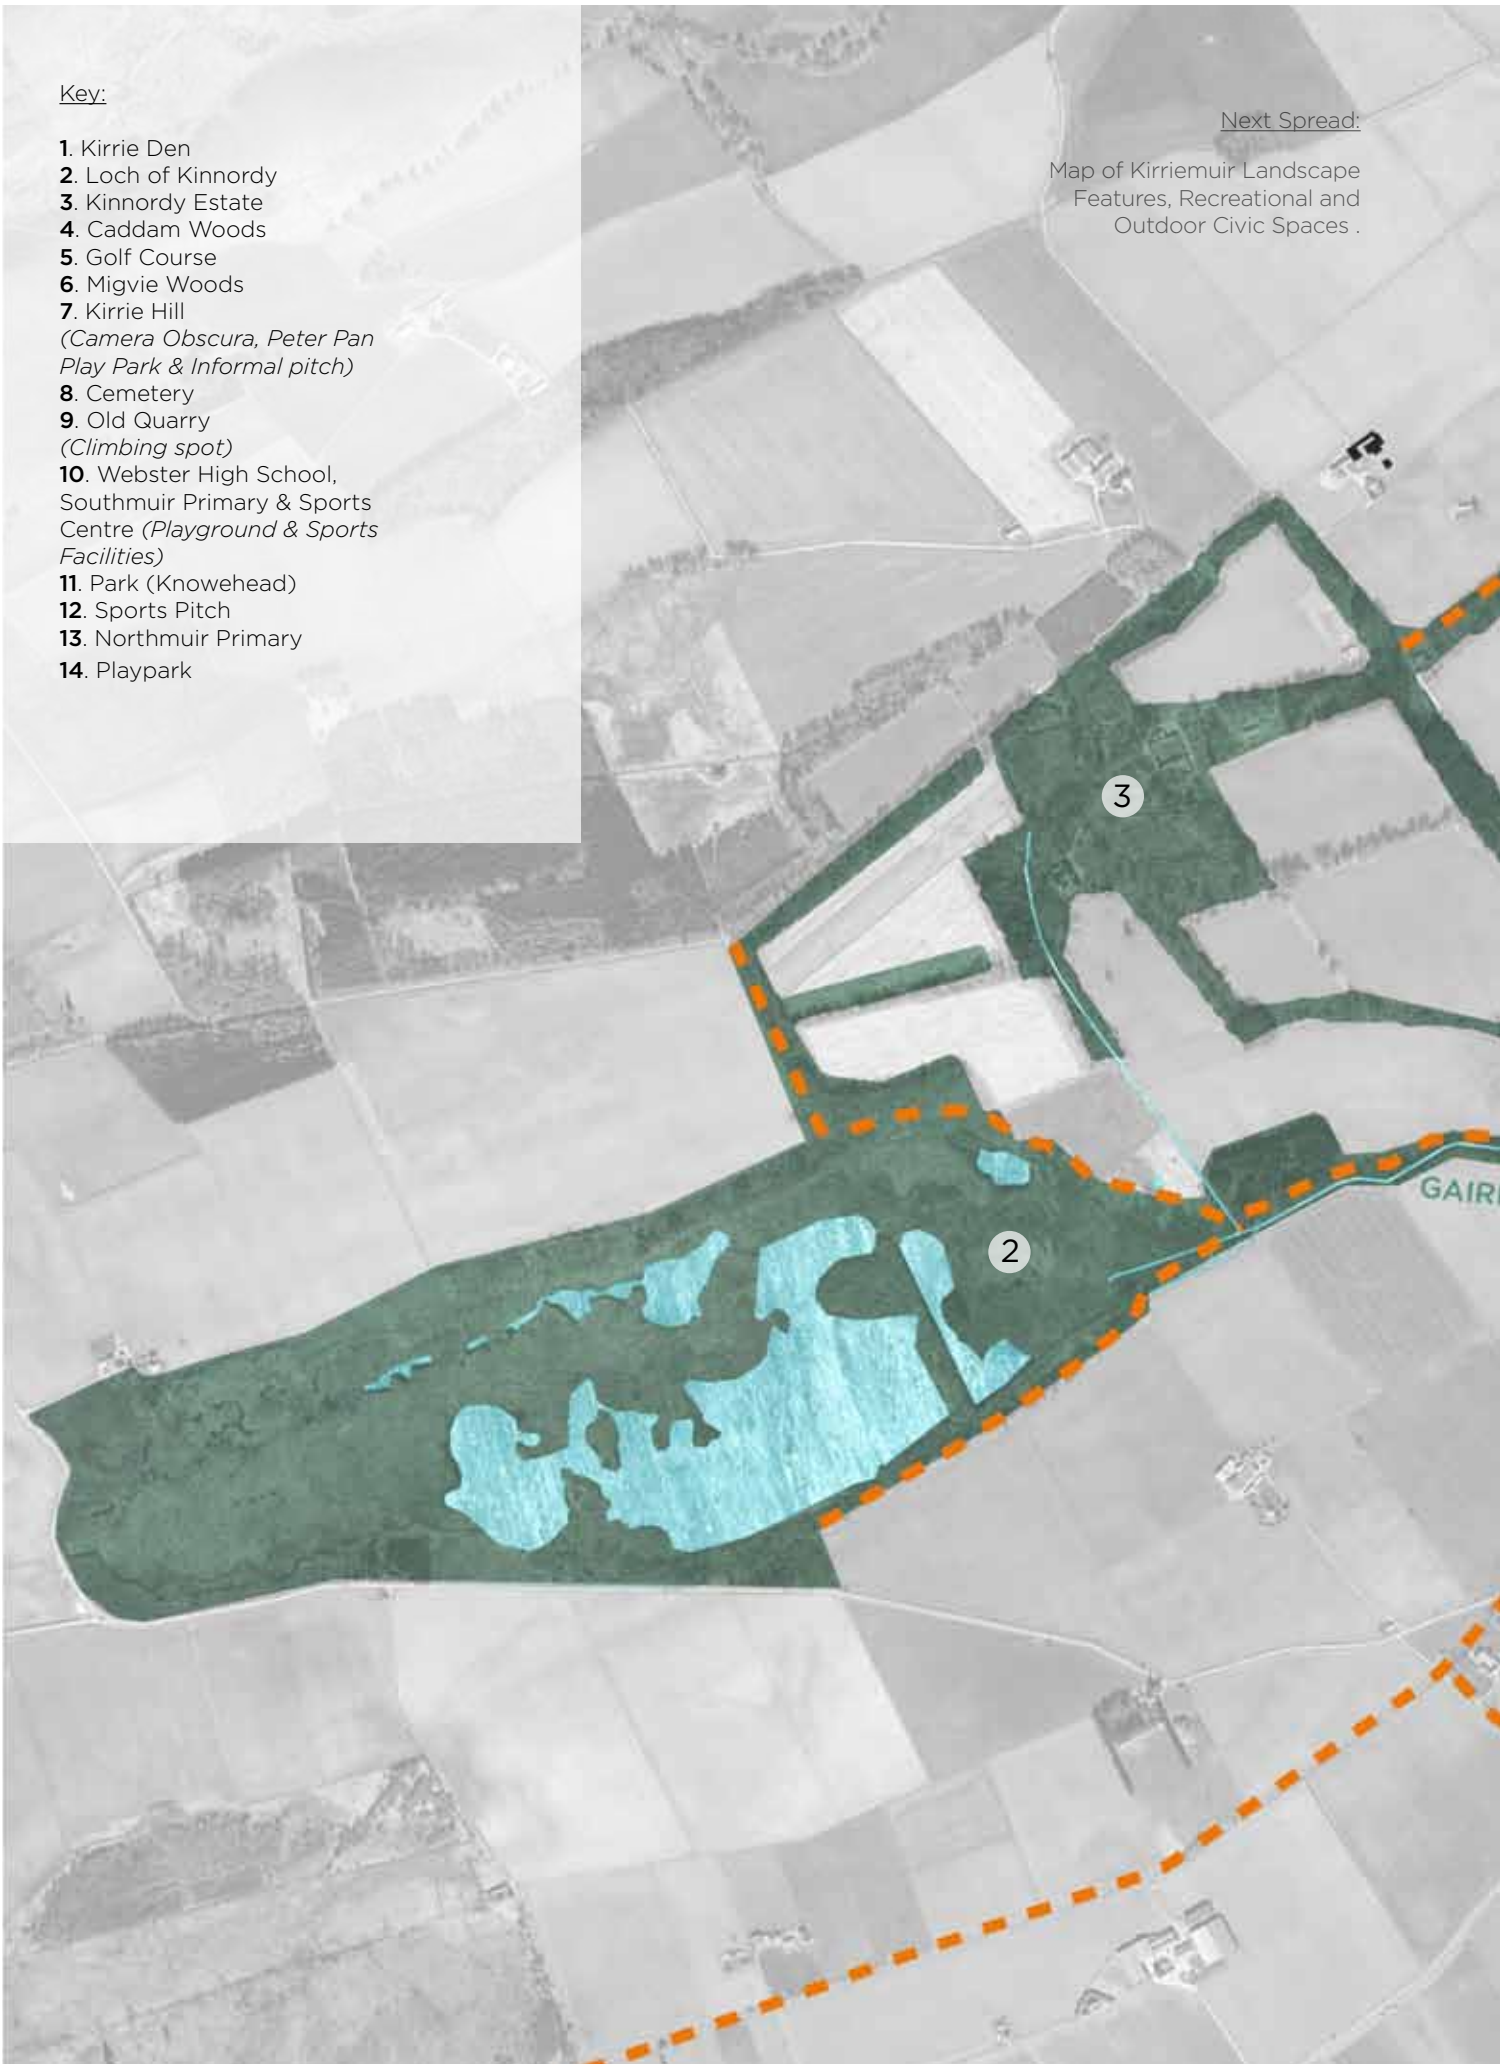 Key:
1. Kirrie Den
2. Loch of Kinnordy
3. Kinnordy Estate
4. Caddam Woods
5. Golf Course
6. Migvie Woods
7. Kirrie Hill
(Camera Obscura, Peter Pan
Play Park & Informal pitch)
8. Cemetery
9. Old Quarry
(Climbing spot)
10. Webster High School,
Southmuir Primary & Sports
Centre (Playground & Sports
Facilities)
11. Park (Knowehead)
12. Sports Pitch
13. Northmuir Primary
14. Playpark
Next Spread:
Map of Kirriemuir Landscape
Features, Recreational and
Outdoor Civic Spaces .
3
2